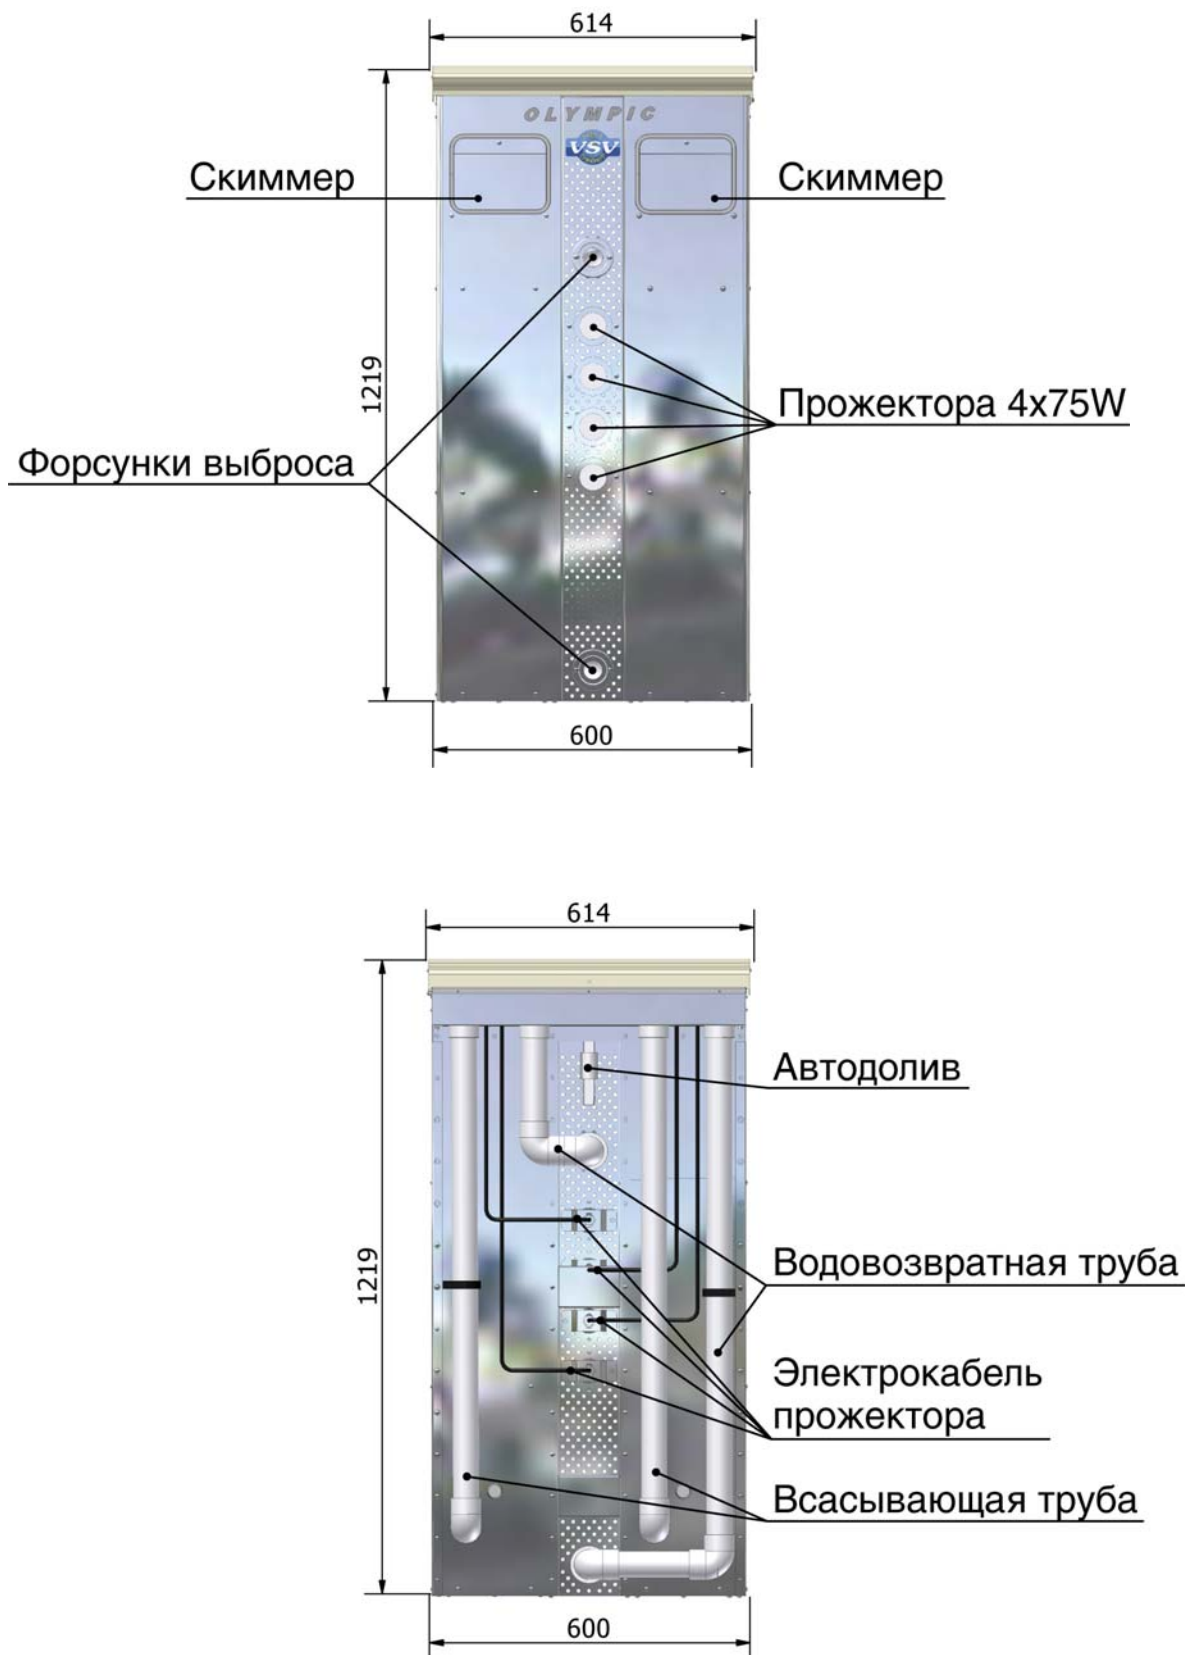 614
OLYMPIC
VSV
Скиммер
Скиммер
1219
Прожектора 4x75W
Форсунки выброса
600
614
Автодолив
1219
Водовозвратная труба
Электрокабель
прожектора
Всасывающая труба
600